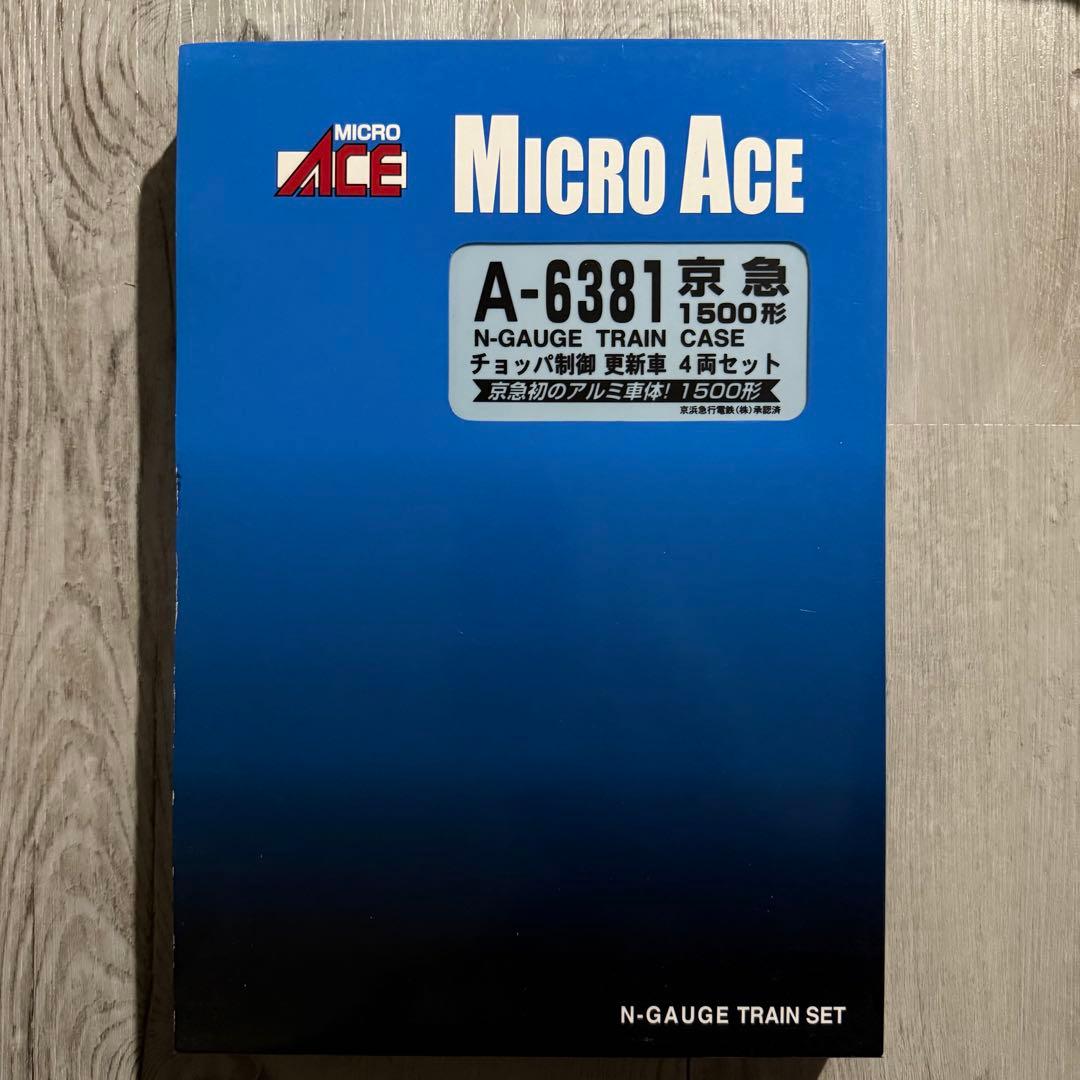 MICRO
ACE
MICRO ACE
A-6381 京急
1500形
N-GAUGE TRAIN CASE
チョッパ制御 更新車 4両セット
京急初のアルミ車体! 1500形
京浜急行電鉄(株)承認済
N-GAUGE TRAIN SET